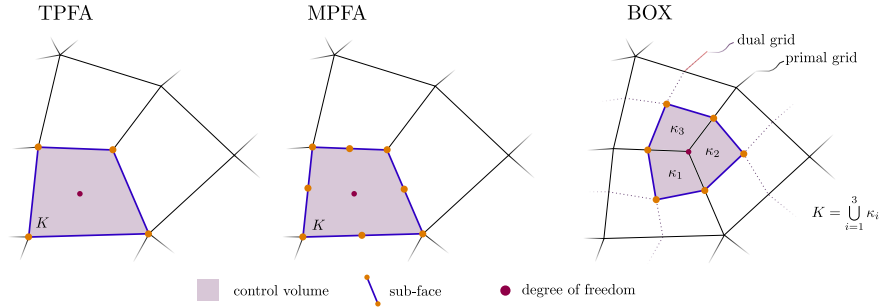 TPFA
MPFA
BOX
dual grid
primal grid
K
K
κ₃
κ₂
κ₁
K = ⋃³ᵢ₌₁ κᵢ
control volume
sub-face
degree of freedom